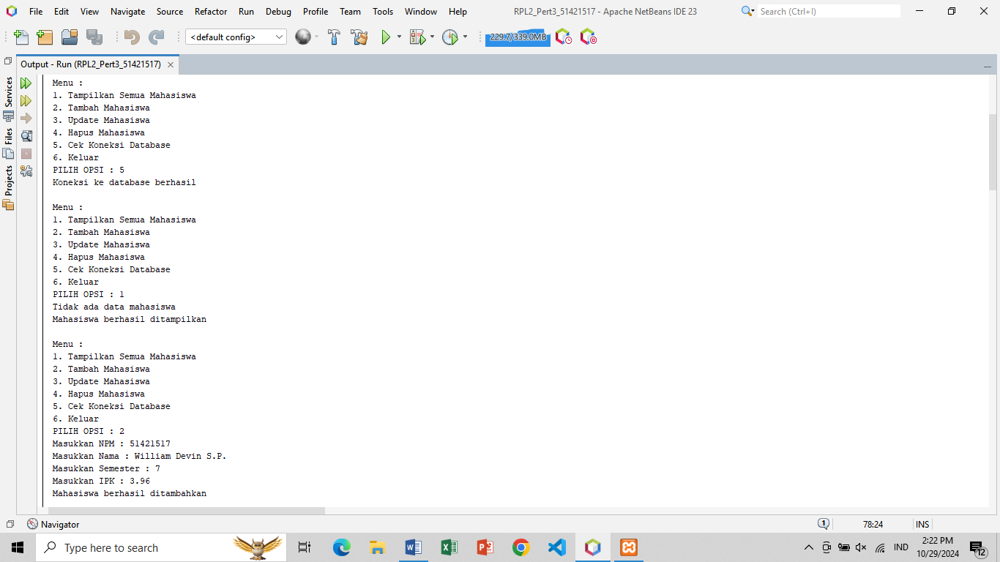 File Edit View Navigate Source Refactor Run Debug Profile Team Tools Window Help
RPL2_Pert3_51421517 - Apache NetBeans IDE 23
Search (Ctrl+I)
<default config>
229.7/339.0MB
Output - Run (RPL2_Pert3_51421517)
Services
Files
Projects
Menu :
1. Tampilkan Semua Mahasiswa
2. Tambah Mahasiswa
3. Update Mahasiswa
4. Hapus Mahasiswa
5. Cek Koneksi Database
6. Keluar
PILIH OPSI : 5
Koneksi ke database berhasil
Menu :
1. Tampilkan Semua Mahasiswa
2. Tambah Mahasiswa
3. Update Mahasiswa
4. Hapus Mahasiswa
5. Cek Koneksi Database
6. Keluar
PILIH OPSI : 1
Tidak ada data mahasiswa
Mahasiswa berhasil ditampilkan
Menu :
1. Tampilkan Semua Mahasiswa
2. Tambah Mahasiswa
3. Update Mahasiswa
4. Hapus Mahasiswa
5. Cek Koneksi Database
6. Keluar
PILIH OPSI : 2
Masukkan NPM : 51421517
Masukkan Nama : William Devin S.P.
Masukkan Semester : 7
Masukkan IPK : 3.96
Mahasiswa berhasil ditambahkan
Navigator
1
78:24
INS
Type here to search
IND
2:22 PM
10/29/2024
12